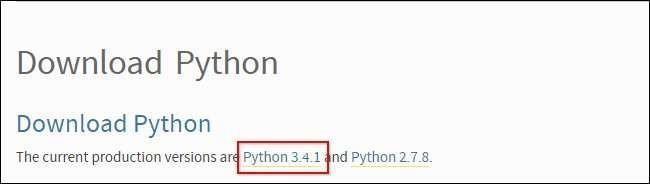 Download Python
Download Python
The current production versions are Python 3.4.1 and Python 2.7.8.